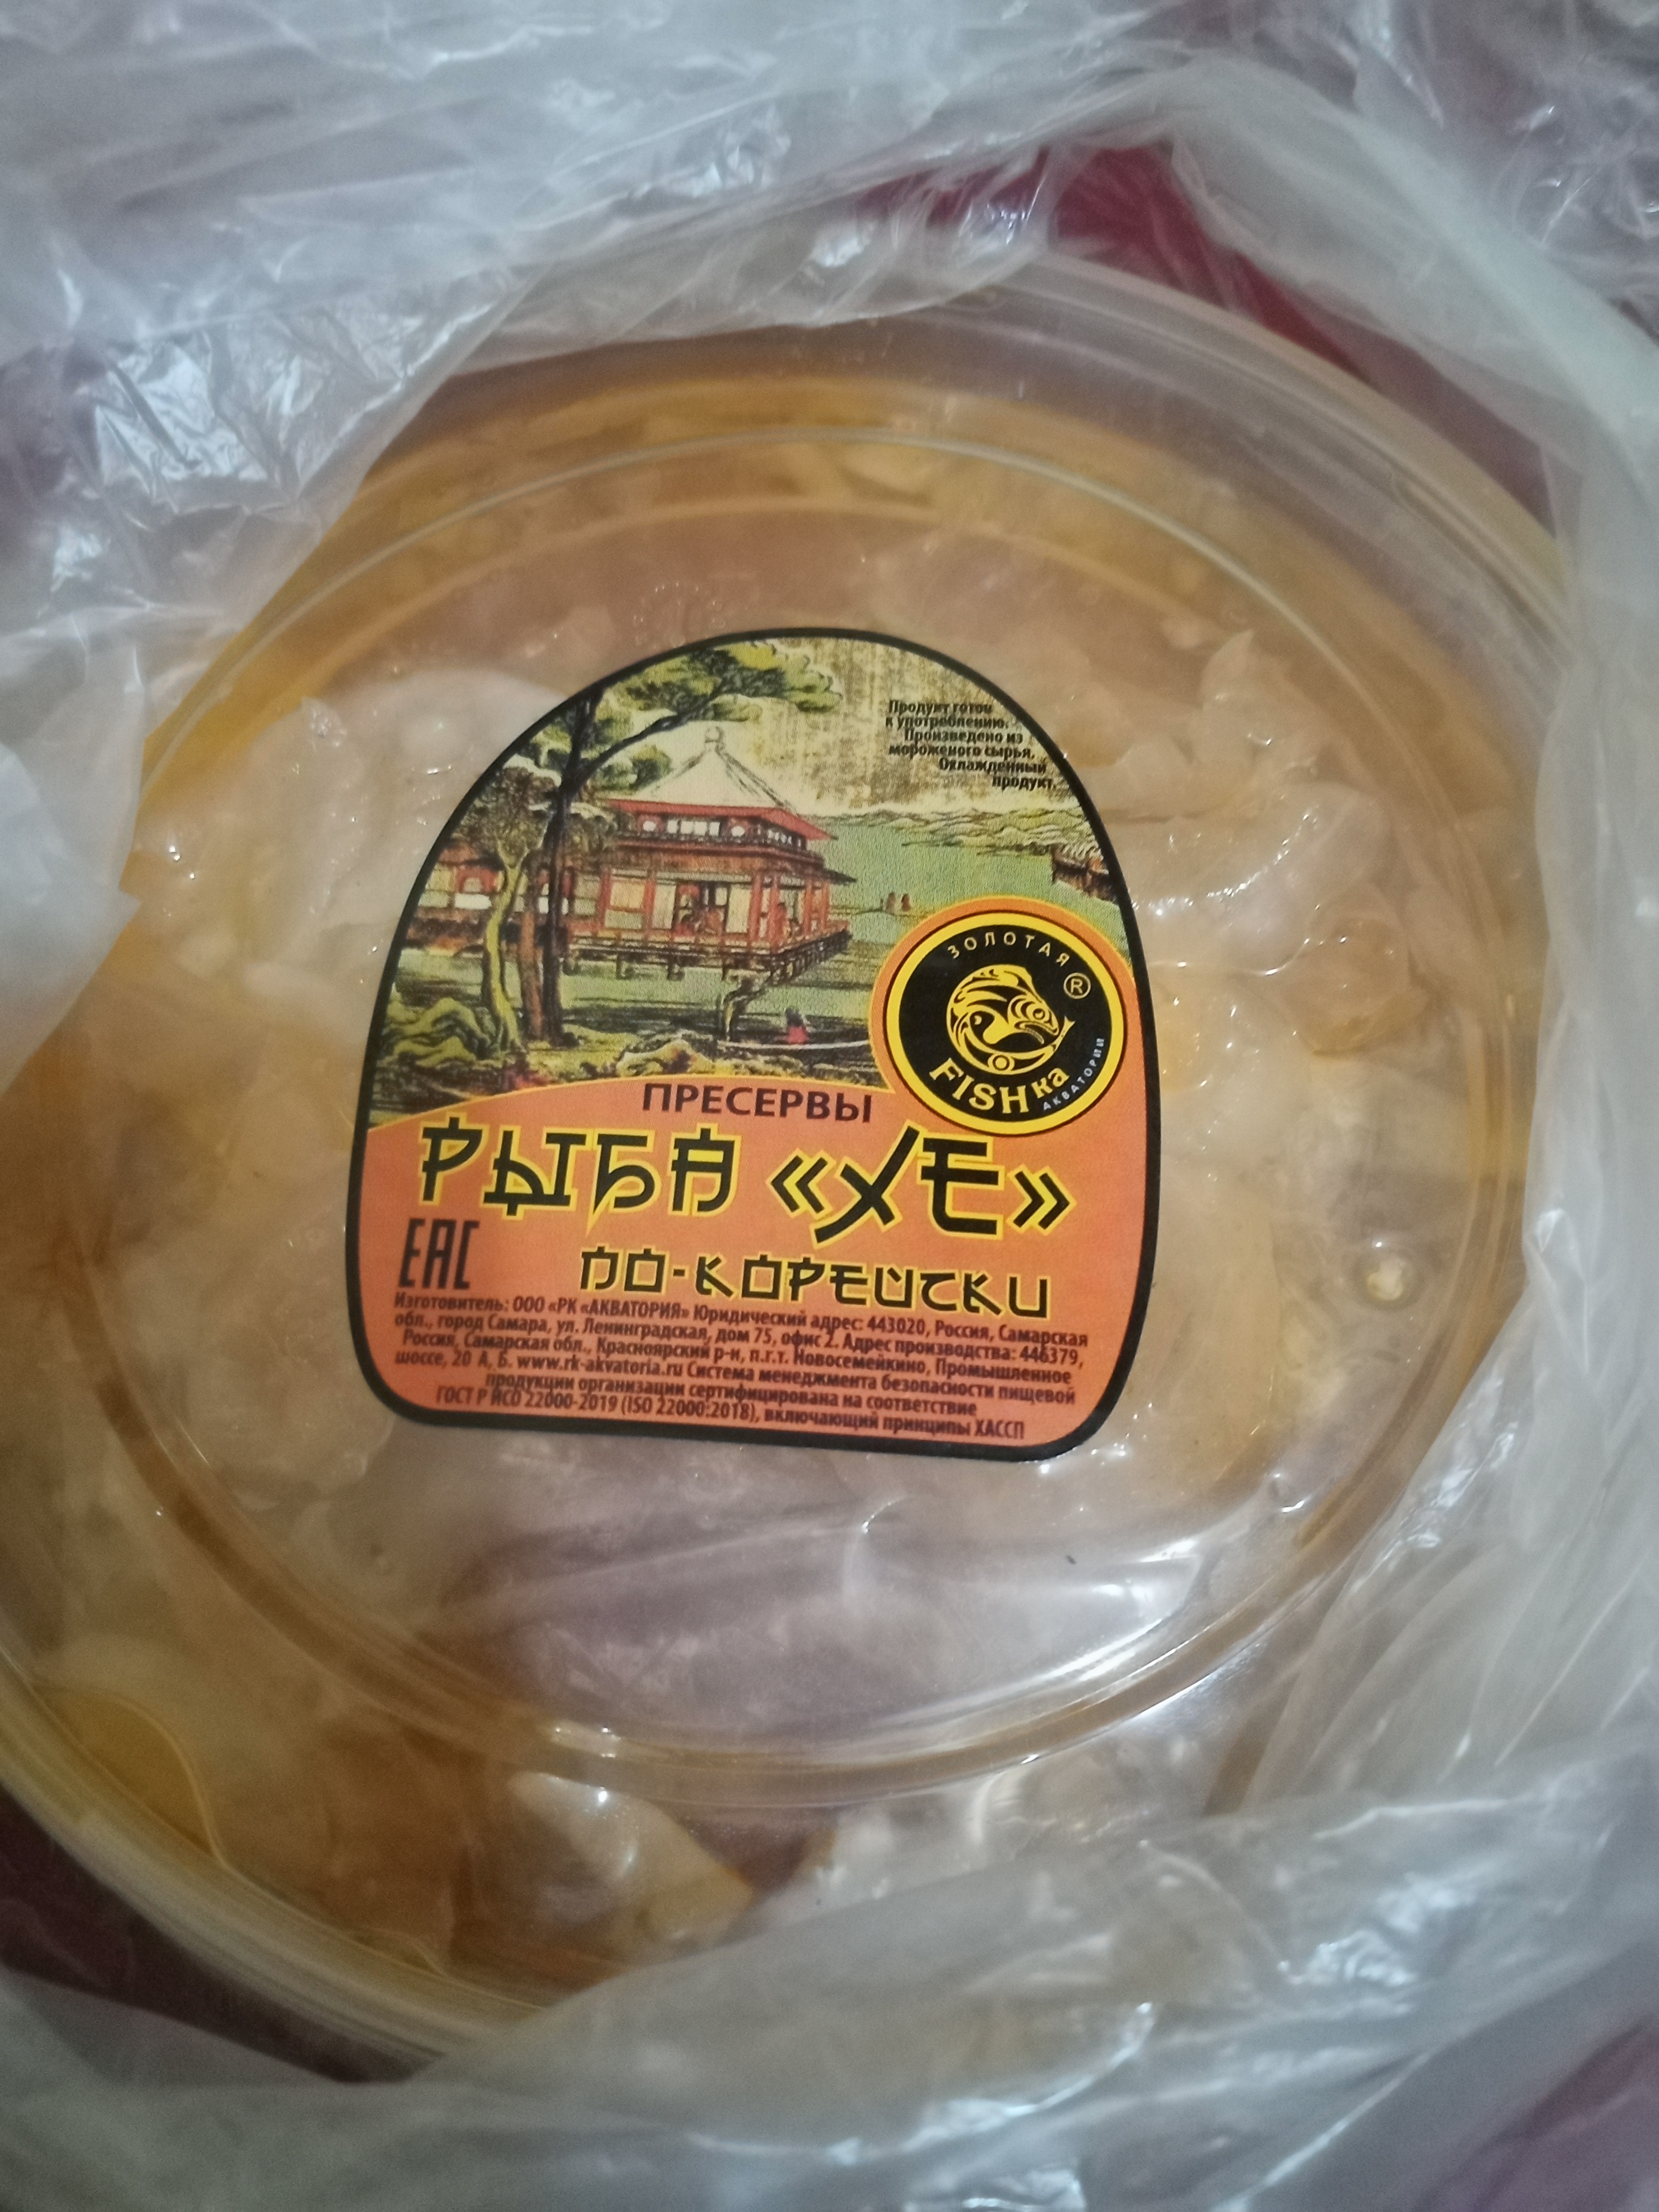 Продукт готов
к употреблению.
Произведено из
мороженого сырья.
Охлажденный
продукт.
ЗОЛОТАЯ
®
FISHка
АКВАТОРИИ
ПРЕСЕРВЫ
РЫБА «ХЕ»
ЕАС
ПО-КОРЕЙСКИ
Изготовитель: ООО «РК «АКВАТОРИЯ» Юридический адрес: 443020, Россия, Самарская
обл., город Самара, ул. Ленинградская, дом 75, офис 2. Адрес производства: 446379,
Россия, Самарская обл., Красноярский р-н, п.г.т. Новосемейкино, Промышленное
шоссе, 20 А, Б. www.rk-akvatoria.ru Система менеджмента безопасности пищевой
продукции организации сертифицирована на соответствие
ГОСТ Р ИСО 22000-2019 (ISO 22000:2018), включающий принципы ХАССП